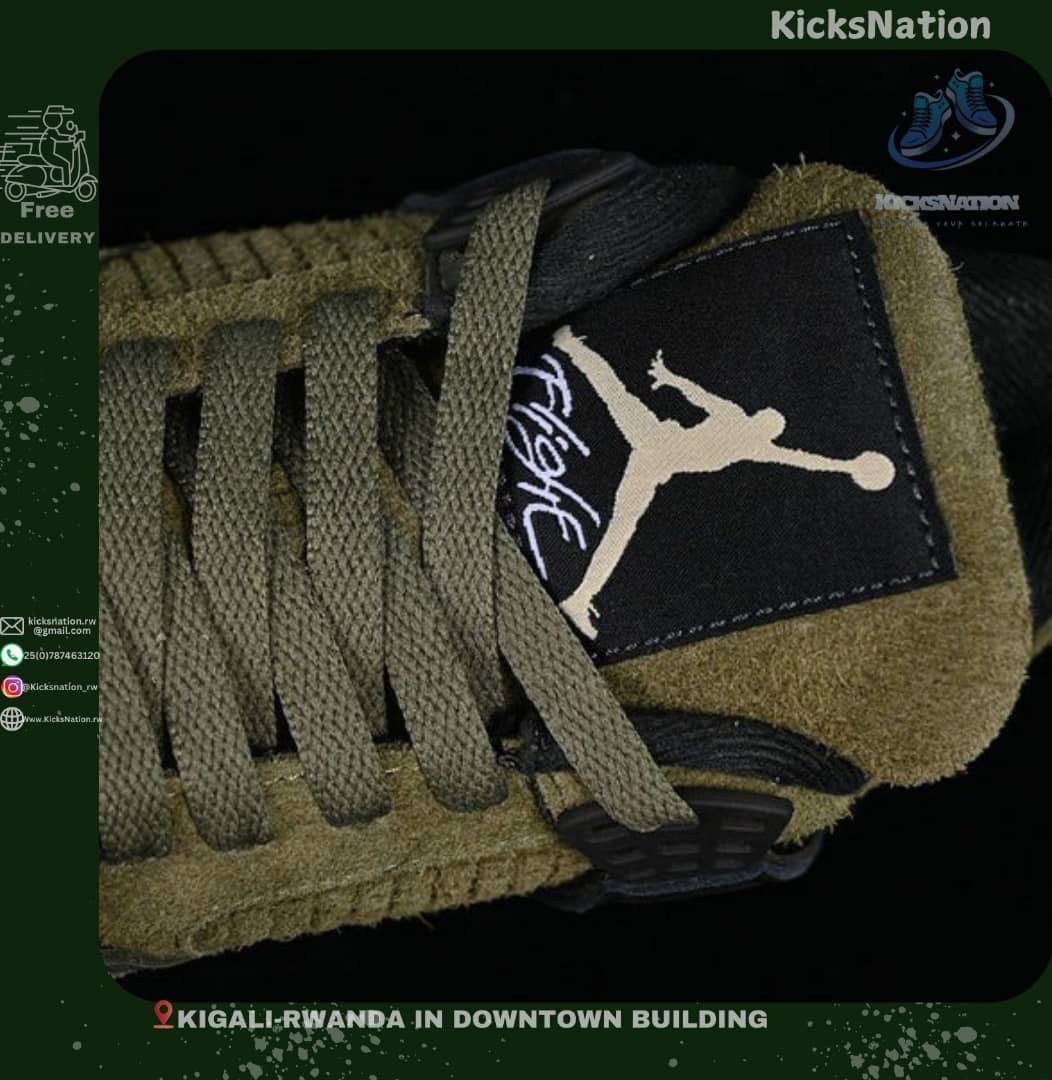 KicksNation
KicksNation
Free
DELIVERY
Flight
kicksnation.rw
@gmail.com
25(0)787463120
@Kicksnation_rw
Www.KicksNation.rw
KIGALI-RWANDA IN DOWNTOWN BUILDING